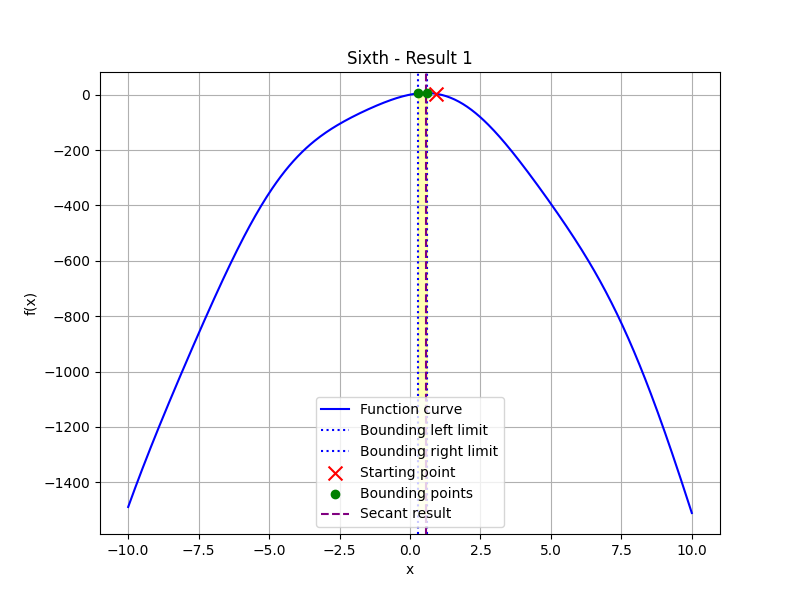 Sixth - Result 1
f(x)
0
−200
−400
−600
−800
−1000
−1200
−1400
Function curve
Bounding left limit
Bounding right limit
Starting point
Bounding points
Secant result
−10.0 −7.5 −5.0 −2.5 0.0 2.5 5.0 7.5 10.0
x